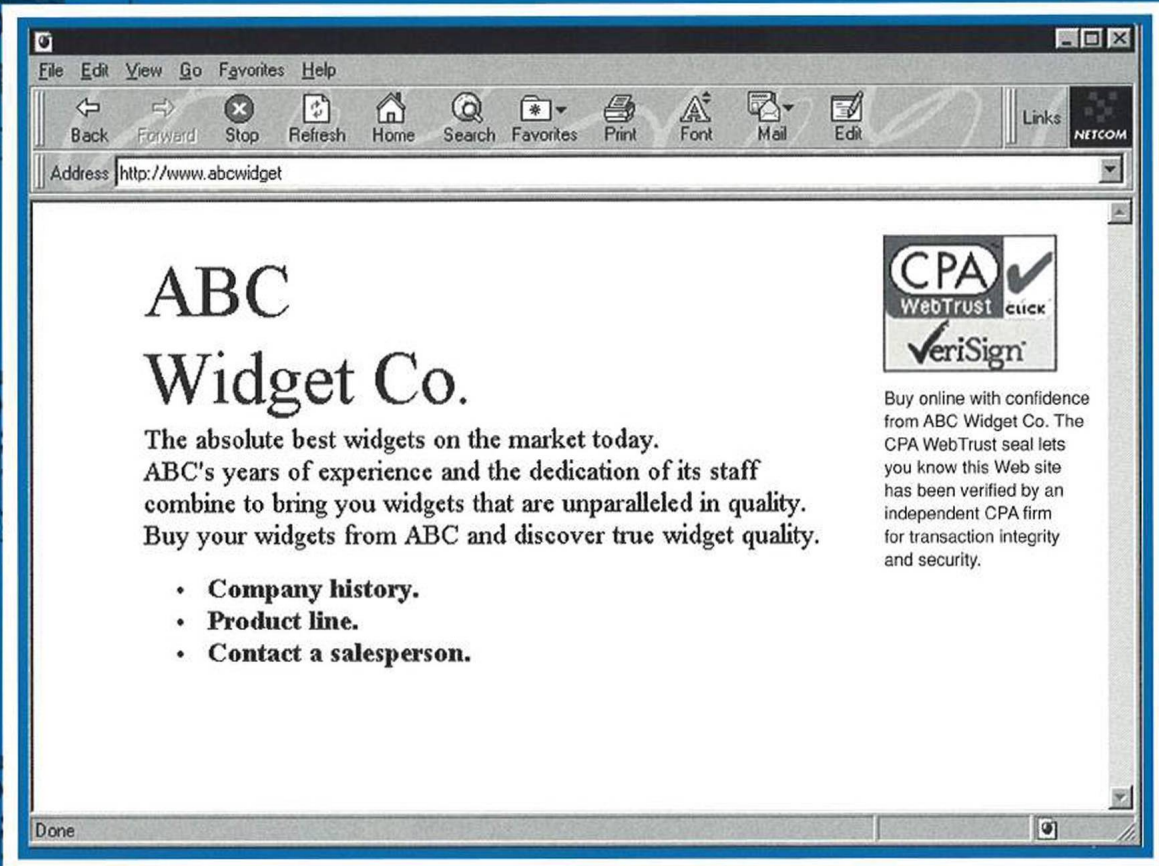 File Edit View Go Favorites Help
Back Forward Stop Refresh Home Search Favorites Print Font Mail Edit Links NETCOM
Address http://www.abcwidget
ABC
Widget Co.
The absolute best widgets on the market today.
ABC's years of experience and the dedication of its staff
combine to bring you widgets that are unparalleled in quality.
Buy your widgets from ABC and discover true widget quality.
• Company history.
• Product line.
• Contact a salesperson.
CPA
WebTrust CLICK
VeriSign
Buy online with confidence
from ABC Widget Co. The
CPA WebTrust seal lets
you know this Web site
has been verified by an
independent CPA firm
for transaction integrity
and security.
Done